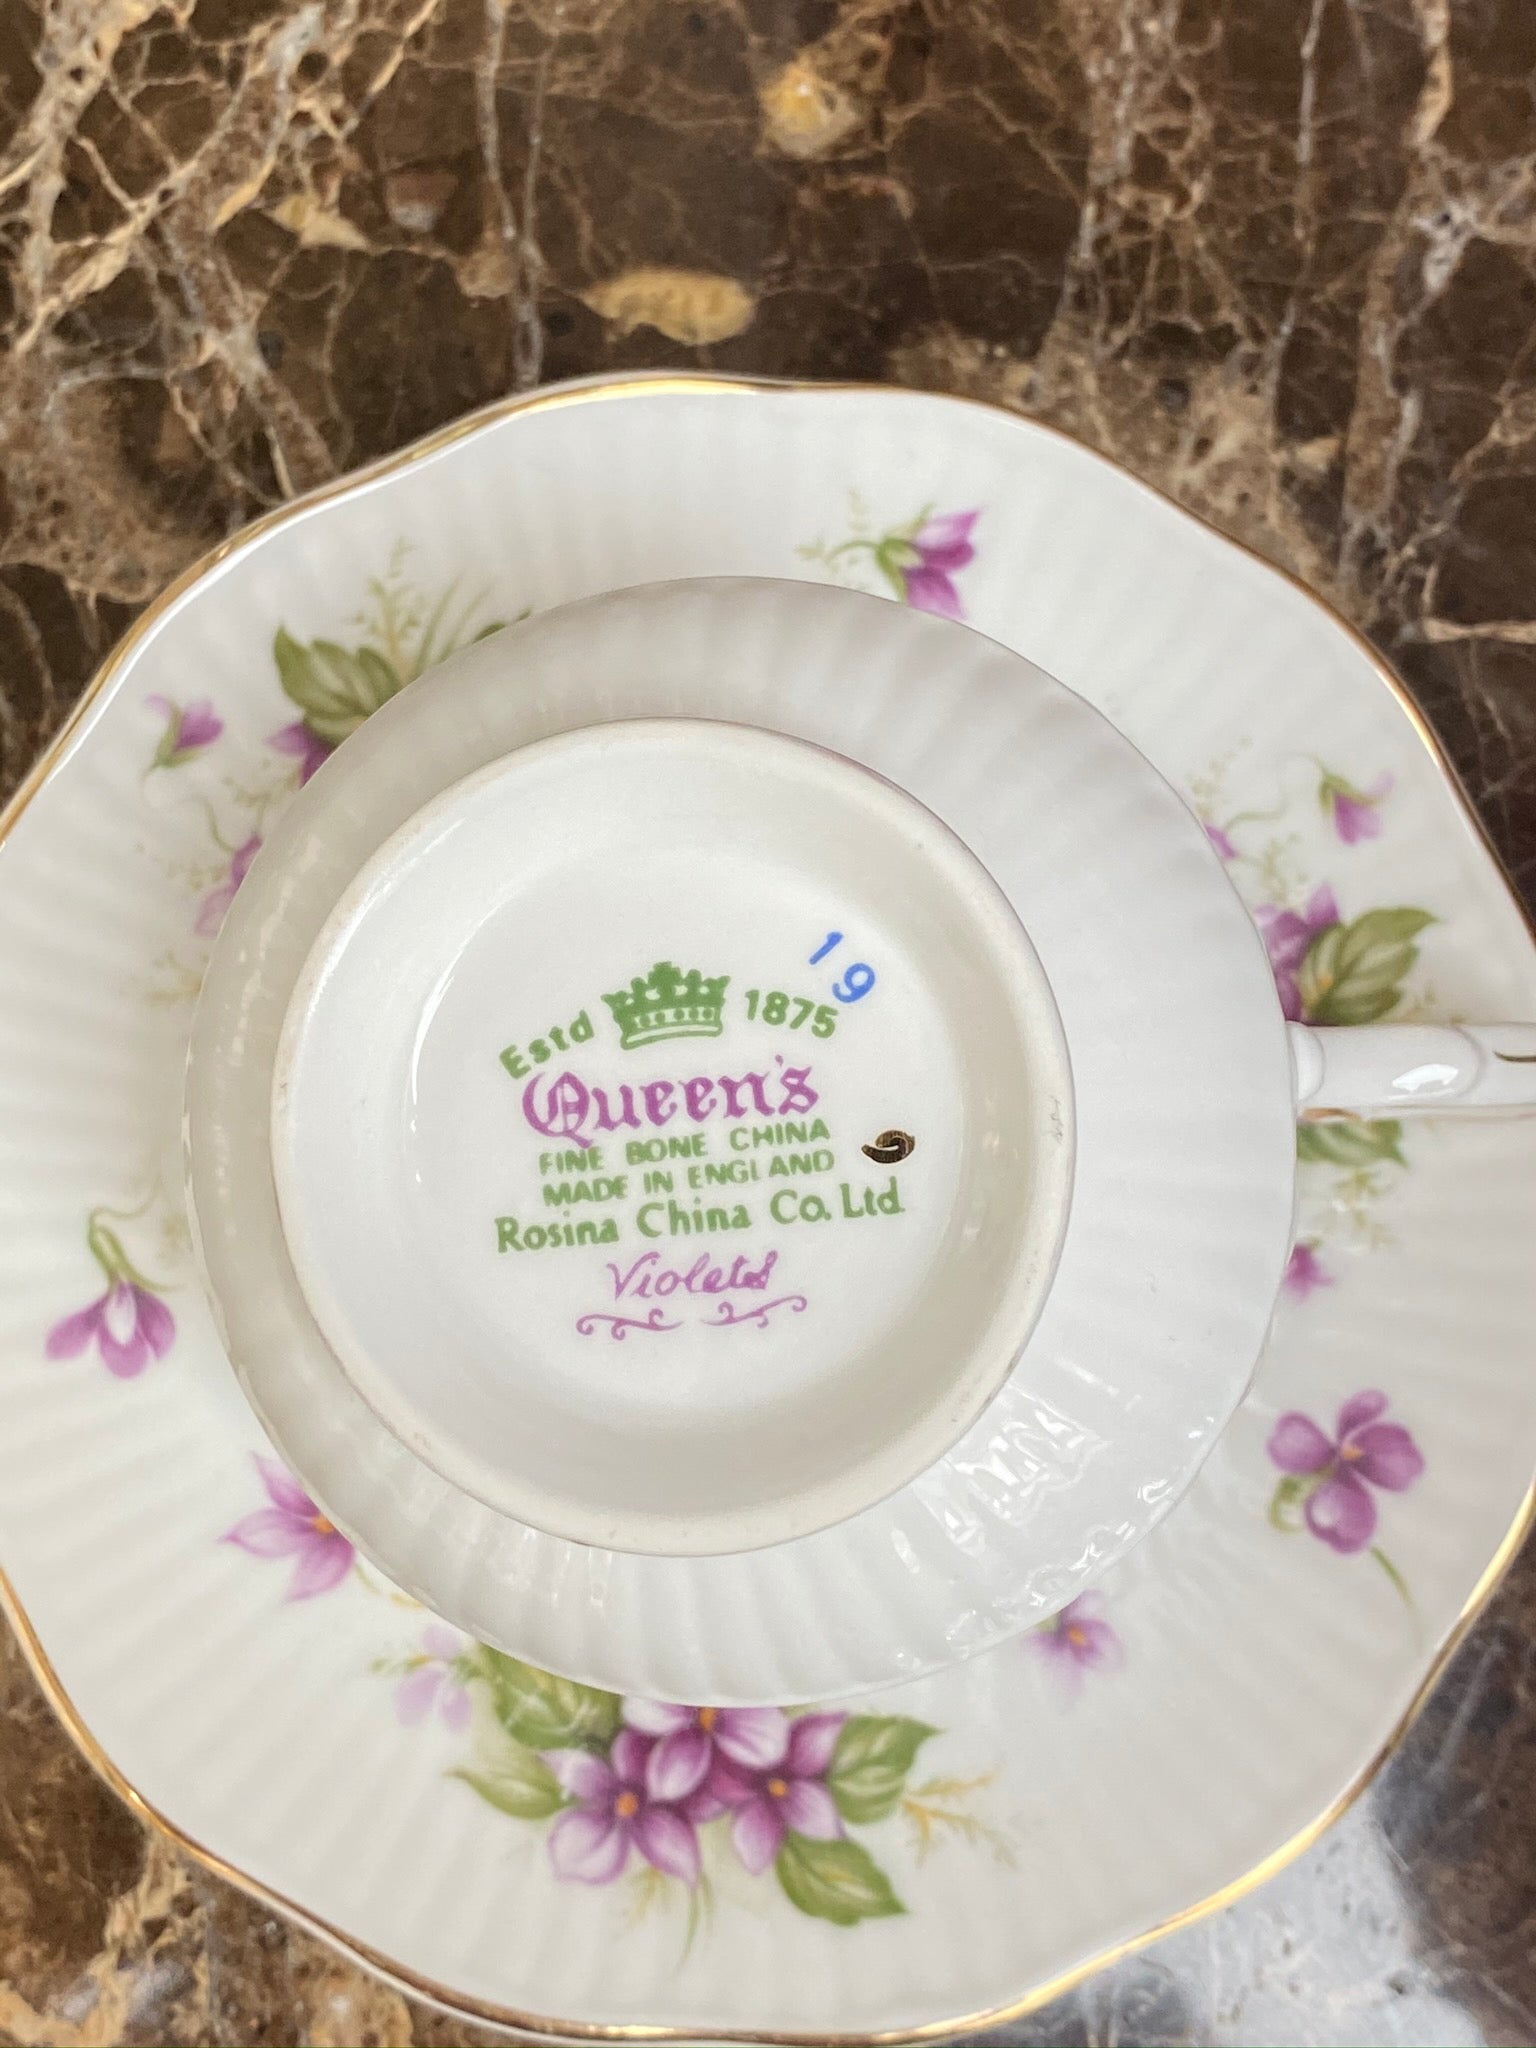 19
Estd 1875
Queen's
FINE BONE CHINA
MADE IN ENGLAND
Rosina China Co. Ltd
Violets